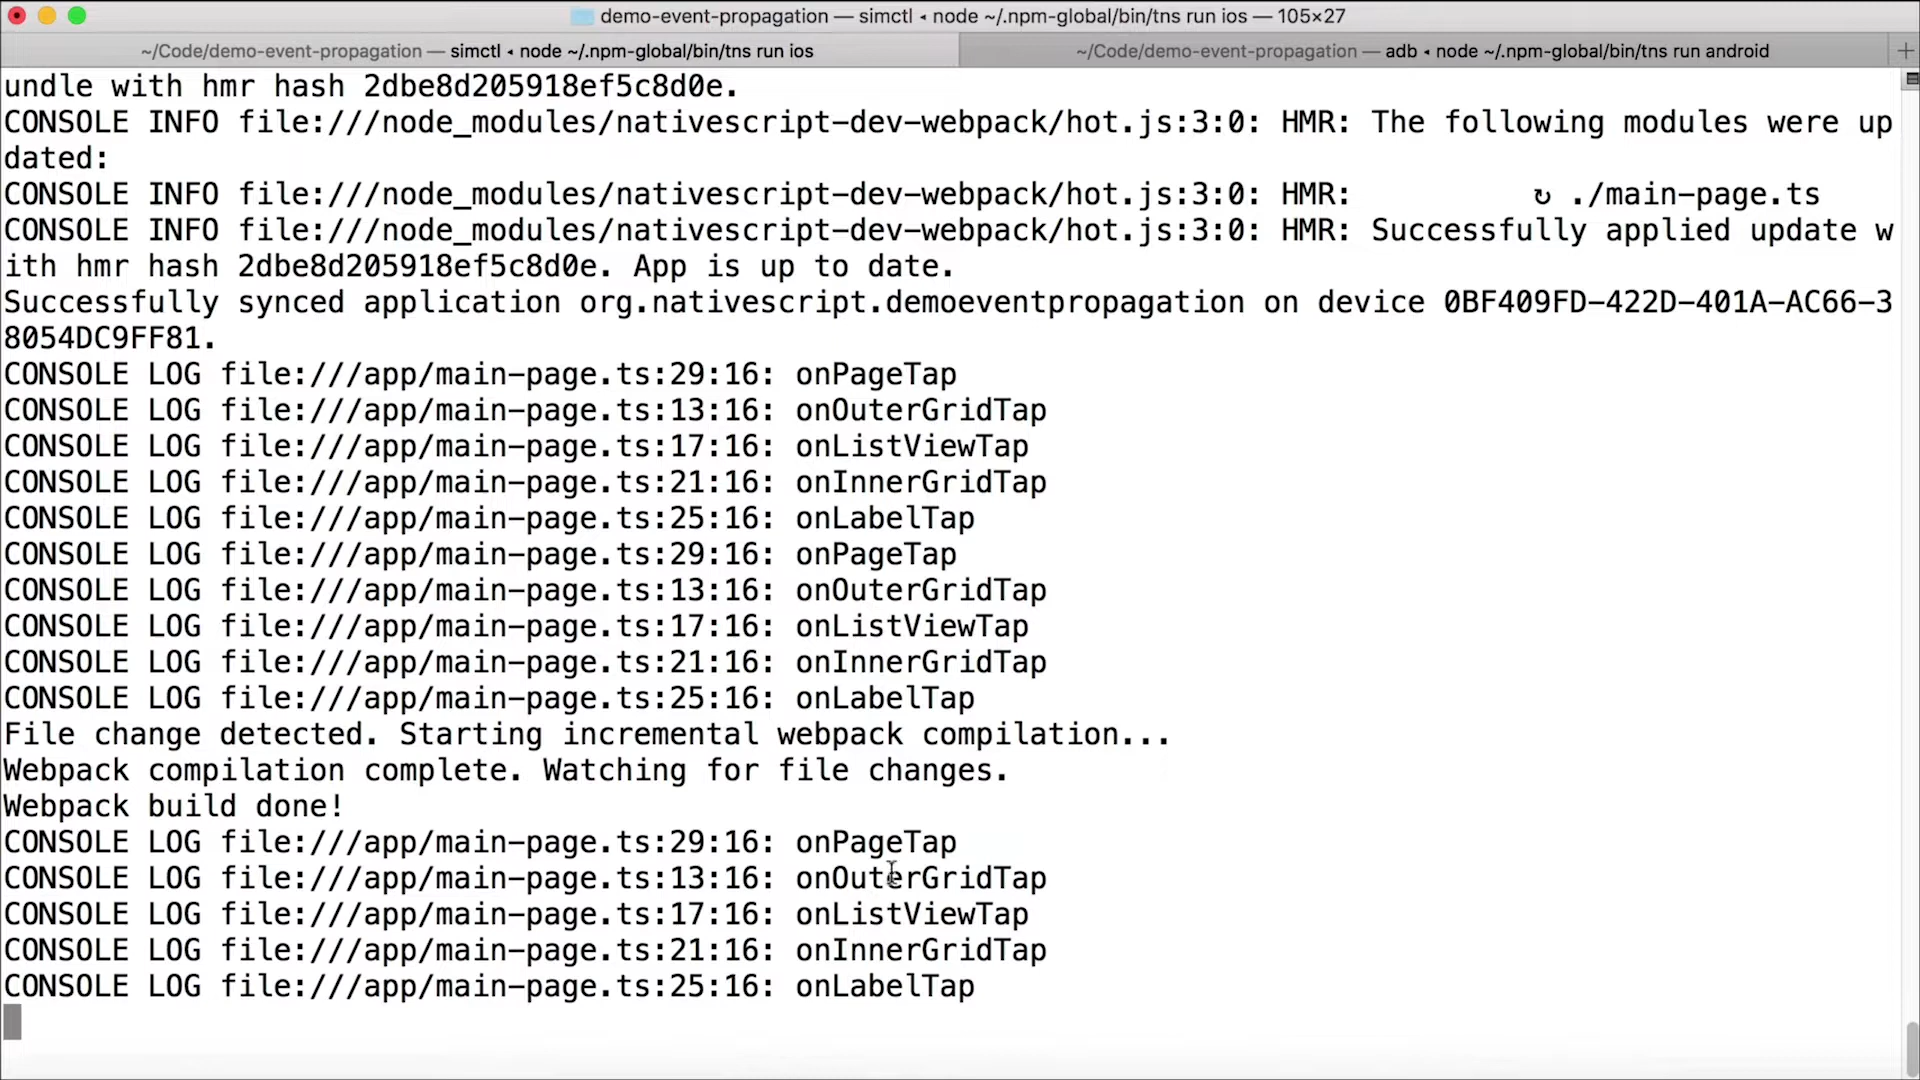 demo-event-propagation — simctl ◂ node ~/.npm-global/bin/tns run ios — 105×27
~/Code/demo-event-propagation — simctl ◂ node ~/.npm-global/bin/tns run ios
~/Code/demo-event-propagation — adb ◂ node ~/.npm-global/bin/tns run android
undle with hmr hash 2dbe8d205918ef5c8d0e.
CONSOLE INFO file:///node_modules/nativescript-dev-webpack/hot.js:3:0: HMR: The following modules were up
dated:
CONSOLE INFO file:///node_modules/nativescript-dev-webpack/hot.js:3:0: HMR: ↻ ./main-page.ts
CONSOLE INFO file:///node_modules/nativescript-dev-webpack/hot.js:3:0: HMR: Successfully applied update w
ith hmr hash 2dbe8d205918ef5c8d0e. App is up to date.
Successfully synced application org.nativescript.demoeventpropagation on device 0BF409FD-422D-401A-AC66-3
8054DC9FF81.
CONSOLE LOG file:///app/main-page.ts:29:16: onPageTap
CONSOLE LOG file:///app/main-page.ts:13:16: onOuterGridTap
CONSOLE LOG file:///app/main-page.ts:17:16: onListViewTap
CONSOLE LOG file:///app/main-page.ts:21:16: onInnerGridTap
CONSOLE LOG file:///app/main-page.ts:25:16: onLabelTap
CONSOLE LOG file:///app/main-page.ts:29:16: onPageTap
CONSOLE LOG file:///app/main-page.ts:13:16: onOuterGridTap
CONSOLE LOG file:///app/main-page.ts:17:16: onListViewTap
CONSOLE LOG file:///app/main-page.ts:21:16: onInnerGridTap
CONSOLE LOG file:///app/main-page.ts:25:16: onLabelTap
File change detected. Starting incremental webpack compilation...
Webpack compilation complete. Watching for file changes.
Webpack build done!
CONSOLE LOG file:///app/main-page.ts:29:16: onPageTap
CONSOLE LOG file:///app/main-page.ts:13:16: onOuterGridTap
CONSOLE LOG file:///app/main-page.ts:17:16: onListViewTap
CONSOLE LOG file:///app/main-page.ts:21:16: onInnerGridTap
CONSOLE LOG file:///app/main-page.ts:25:16: onLabelTap